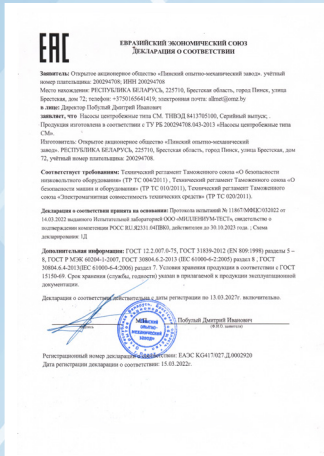 EAC
ЕВРАЗИЙСКИЙ ЭКОНОМИЧЕСКИЙ СОЮЗ
ДЕКЛАРАЦИЯ О СООТВЕТСТВИИ
Заявитель: Открытое акционерное общество «Пинский опытно-механический завод». учётный
номер плательщика: 200294708; ИНН 200294708
Место нахождения: РЕСПУБЛИКА БЕЛАРУСЬ, 225710, Брестская область, город Пинск, улица
Брестская, дом 72; телефон: +3750165641419; электронная почта:
в лице: Директор Побулый Дмитрий Иванович
заявляет, что Насосы центробежные типа СМ. ТНВЭД 8413705100, Серийный выпуск; .
Продукция изготовлена в соответствии с ТУ РБ 200294708.043-2013 «Насосы центробежные типа
СМ».
Изготовитель: Открытое акционерное общество «Пинский опытно-механический
завод». РЕСПУБЛИКА БЕЛАРУСЬ, 225710, Брестская область, город Пинск, улица Брестская, дом
72, учётный номер плательщика: 200294708.
Соответствует требованиям: Технический регламент Таможенного союза «О безопасности
низковольтного оборудования» (ТР ТС 004/2011) , Технический регламент Таможенного союза «О
безопасности машин и оборудования» (ТР ТС 010/2011), Технический регламент Таможенного союза
«Электромагнитная совместимость технических средств» (ТР ТС 020/2011).
Декларация о соответствии принята на основании: Протокола испытаний № от
14.03.2022 выданного Испытательной лабораторией ООО «МИЛЛЕНИУМ-ТЕСТ», свидетельство о
подтверждении компетенции РОСС действителен до 30.10.2023 года. ; Схема
декларирования: 1Д
Дополнительная информация: ГОСТ 12 2.007.0-75, ГОСТ 31839-2012 (EN 809:1998) разделы 5 –
8, ГОСТ Р МЭК 60204-1-2007, ГОСТ 30804.6.2-2013 (IEC 61000-6-2:2005) раздел 8 , ГОСТ
30804.6.4-2013(IEC 61000-6-4:2006) раздел 7. Условия хранения продукции в соответствии с ГОСТ
15150-69. Срок хранения (службы, годности) указан в прилагаемой к продукции эксплуатационной
документации.
Декларация о соответствии действительна с даты регистрации по 13.03.2027г. включительно.
М.П.
Побулый Дмитрий Иванович
подпись
(Ф.И.О. заявителя)
ПИНСКИЙ
ОПЫТНО-
МЕХАНИЧЕСКИЙ
ЗАВОД
Регистрационный номер декларации о соответствии: ЕАЭС KG417/027.Д.0002920
Дата регистрации декларации о соответствии: 15.03.2022г.